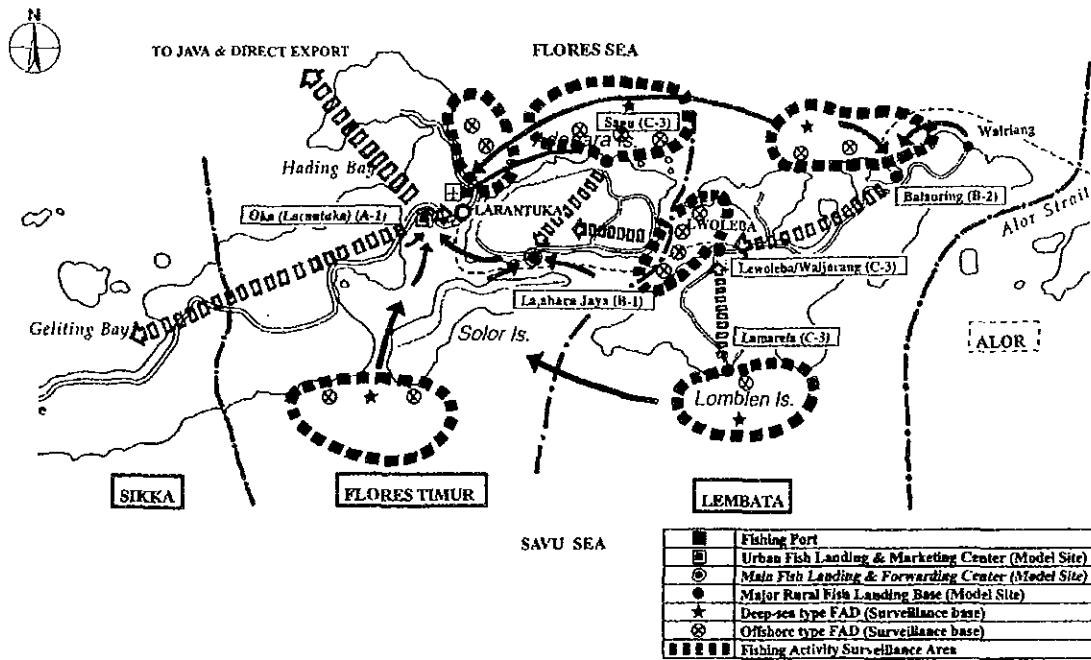 N
TO JAVA & DIRECT EXPORT
FLORES SEA
Sagu (C-3)
Wairiang
Hading Bay
Balauring (B-2)
Oka (Larantuka) (A-1)
LARANTUKA
Alor Strait
Lewoleba/Waijarang (C-3)
Geliting Bay
Solor Is.
Lamarefa (C-3)
ALOR
Lomblen Is.
SIKKA
FLORES TIMUR
LEMBATA
SAVU SEA
Fishing Port
Urban Fish Landing & Marketing Center (Model Site)
Main Fish Landing & Forwarding Center (Model Site)
Major Rural Fish Landing Base (Model Site)
Deep-sea type FAD (Surveillance base)
Offshore type FAD (Surveillance base)
Fishing Activity Surveillance Area